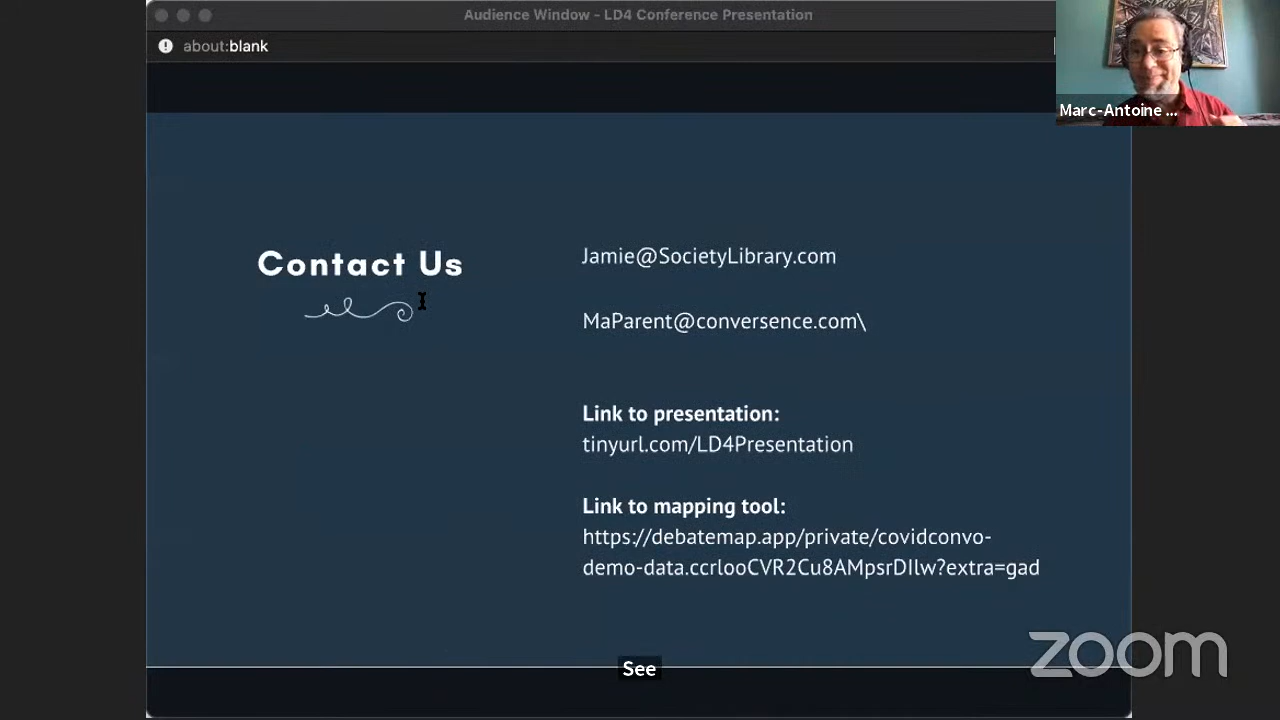 Audience Window - LD4 Conference Presentation
about:blank
Marc-Antoine ...
Contact Us
Jamie@SocietyLibrary.com
MaParent@conversence.com\
Link to presentation:
tinyurl.com/LD4Presentation
Link to mapping tool:
https://debatemap.app/private/covidconvo-
demo-data.ccrlooCVR2Cu8AMpsrDIlw?extra=gad
See
zoom